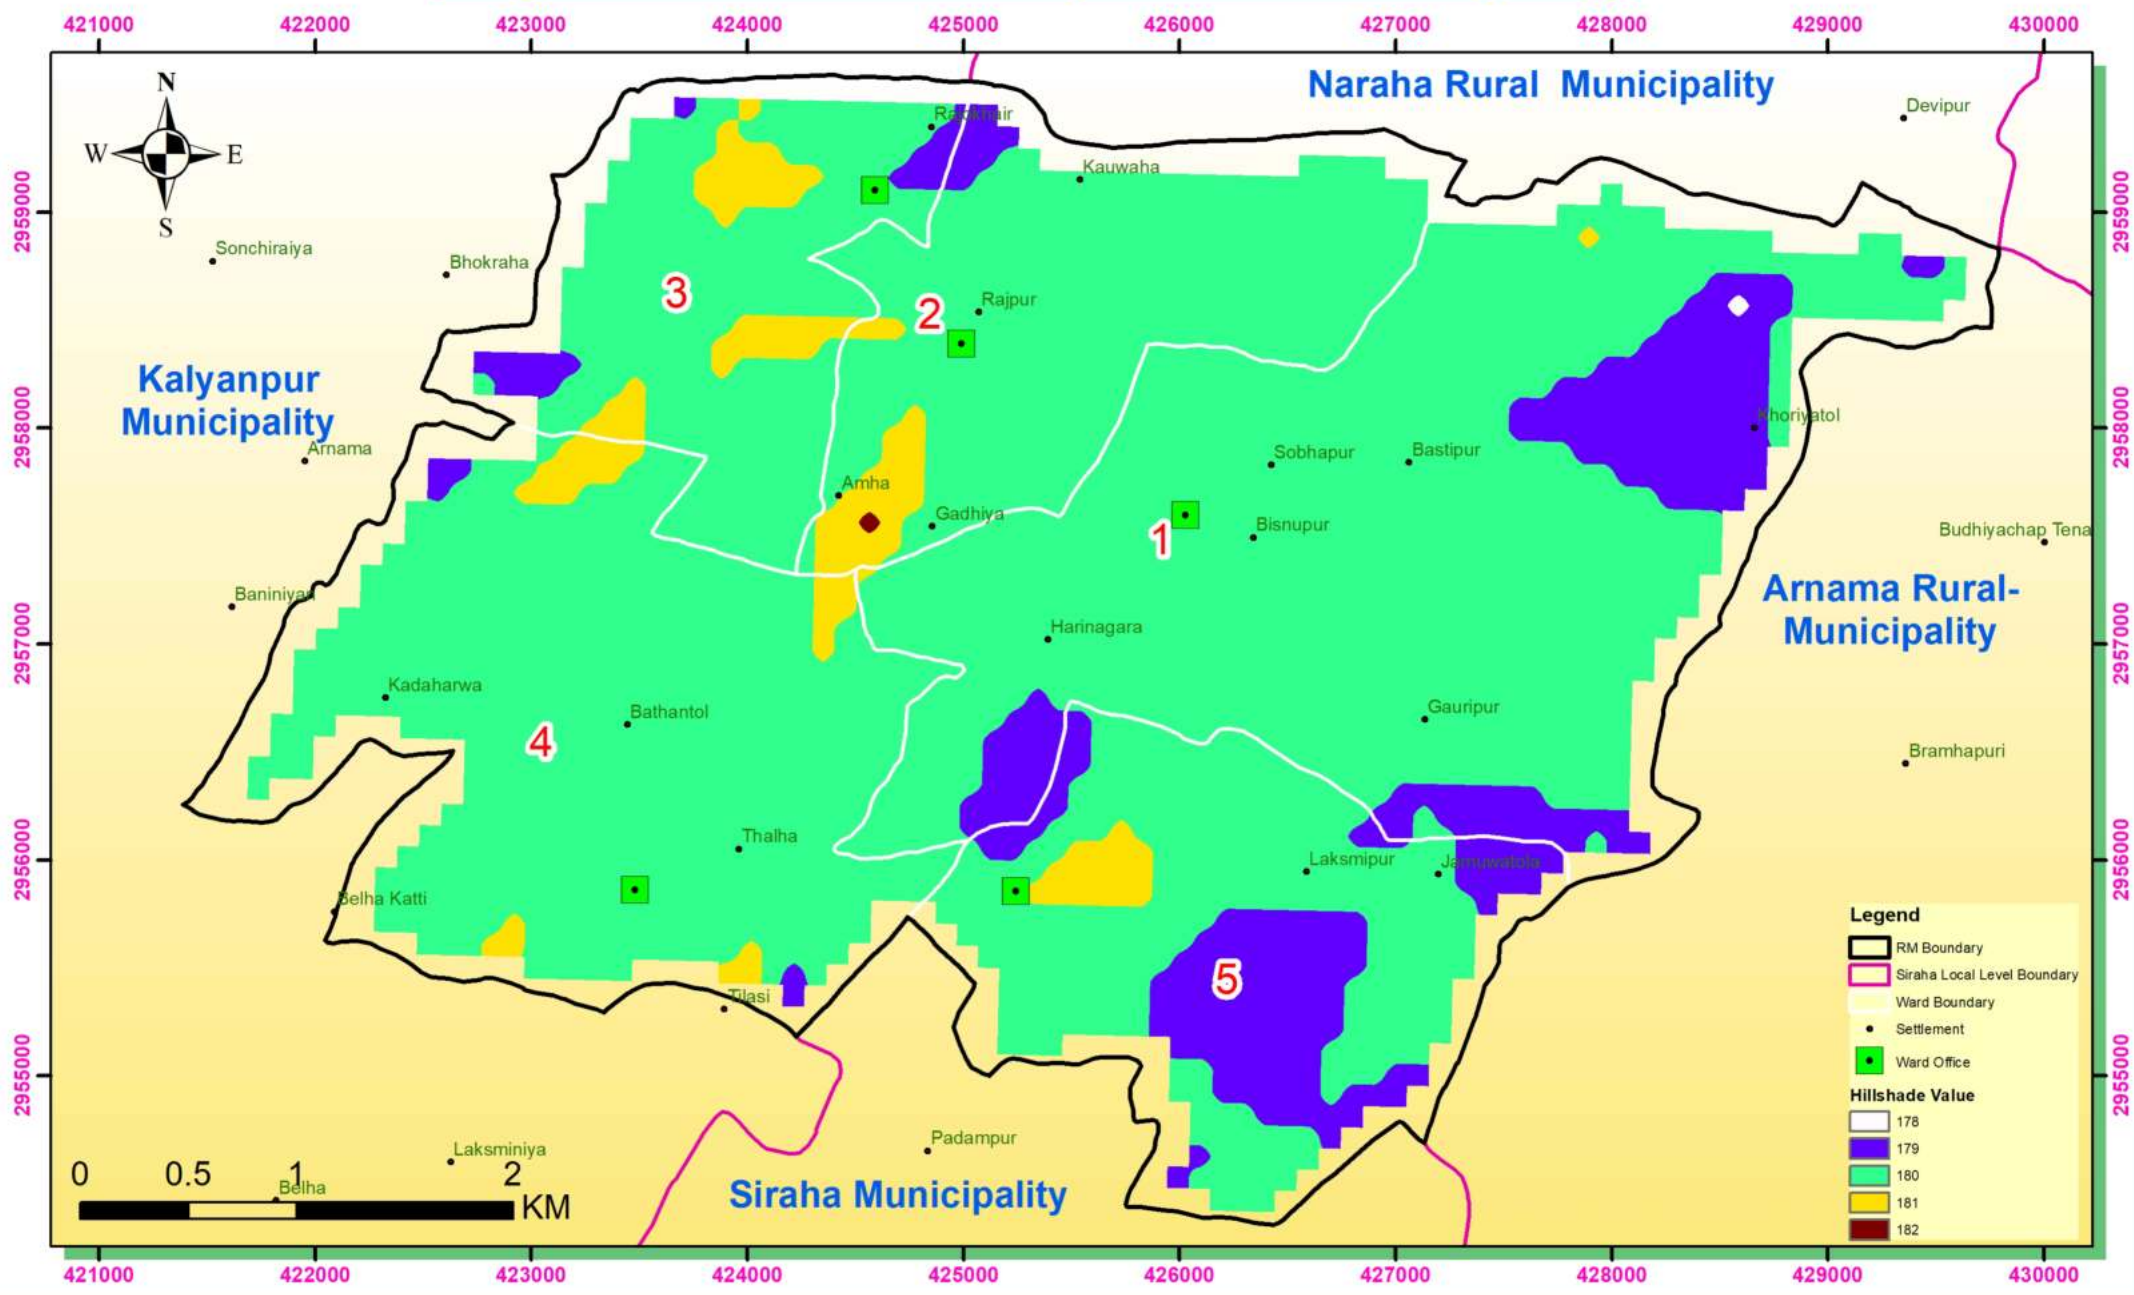 421000 422000 423000 424000 425000 426000 427000 428000 429000 430000
Naraha Rural Municipality
N
W E
S
Devipur
Rajokhair
Kauwaha
2959000 2959000
Sonchiraiya
Bhokraha
3
2
Rajpur
Kalyanpur
Municipality
Khoriyatol
2958000 2958000
Arnama
Sobhapur
Bastipur
Amha
Gadhiya
1
Bisnupur
Budhiyachap Tena
Arnama Rural-
Municipality
Baniniyan
Harinagara
2957000 2957000
Kadaharwa
Bathantol
4
Gauripur
Bramhapuri
Thalha
2956000 2956000
Laksmipur
Jamuwatola
Belha Katti
5
Tilasi
2955000 2955000
Laksminiya
Padampur
Belha
Siraha Municipality
0 0.5 1 2
KM
Legend
RM Boundary
Siraha Local Level Boundary
Ward Boundary
Settlement
Ward Office
Hillshade Value
178
179
180
181
182
421000 422000 423000 424000 425000 426000 427000 428000 429000 430000